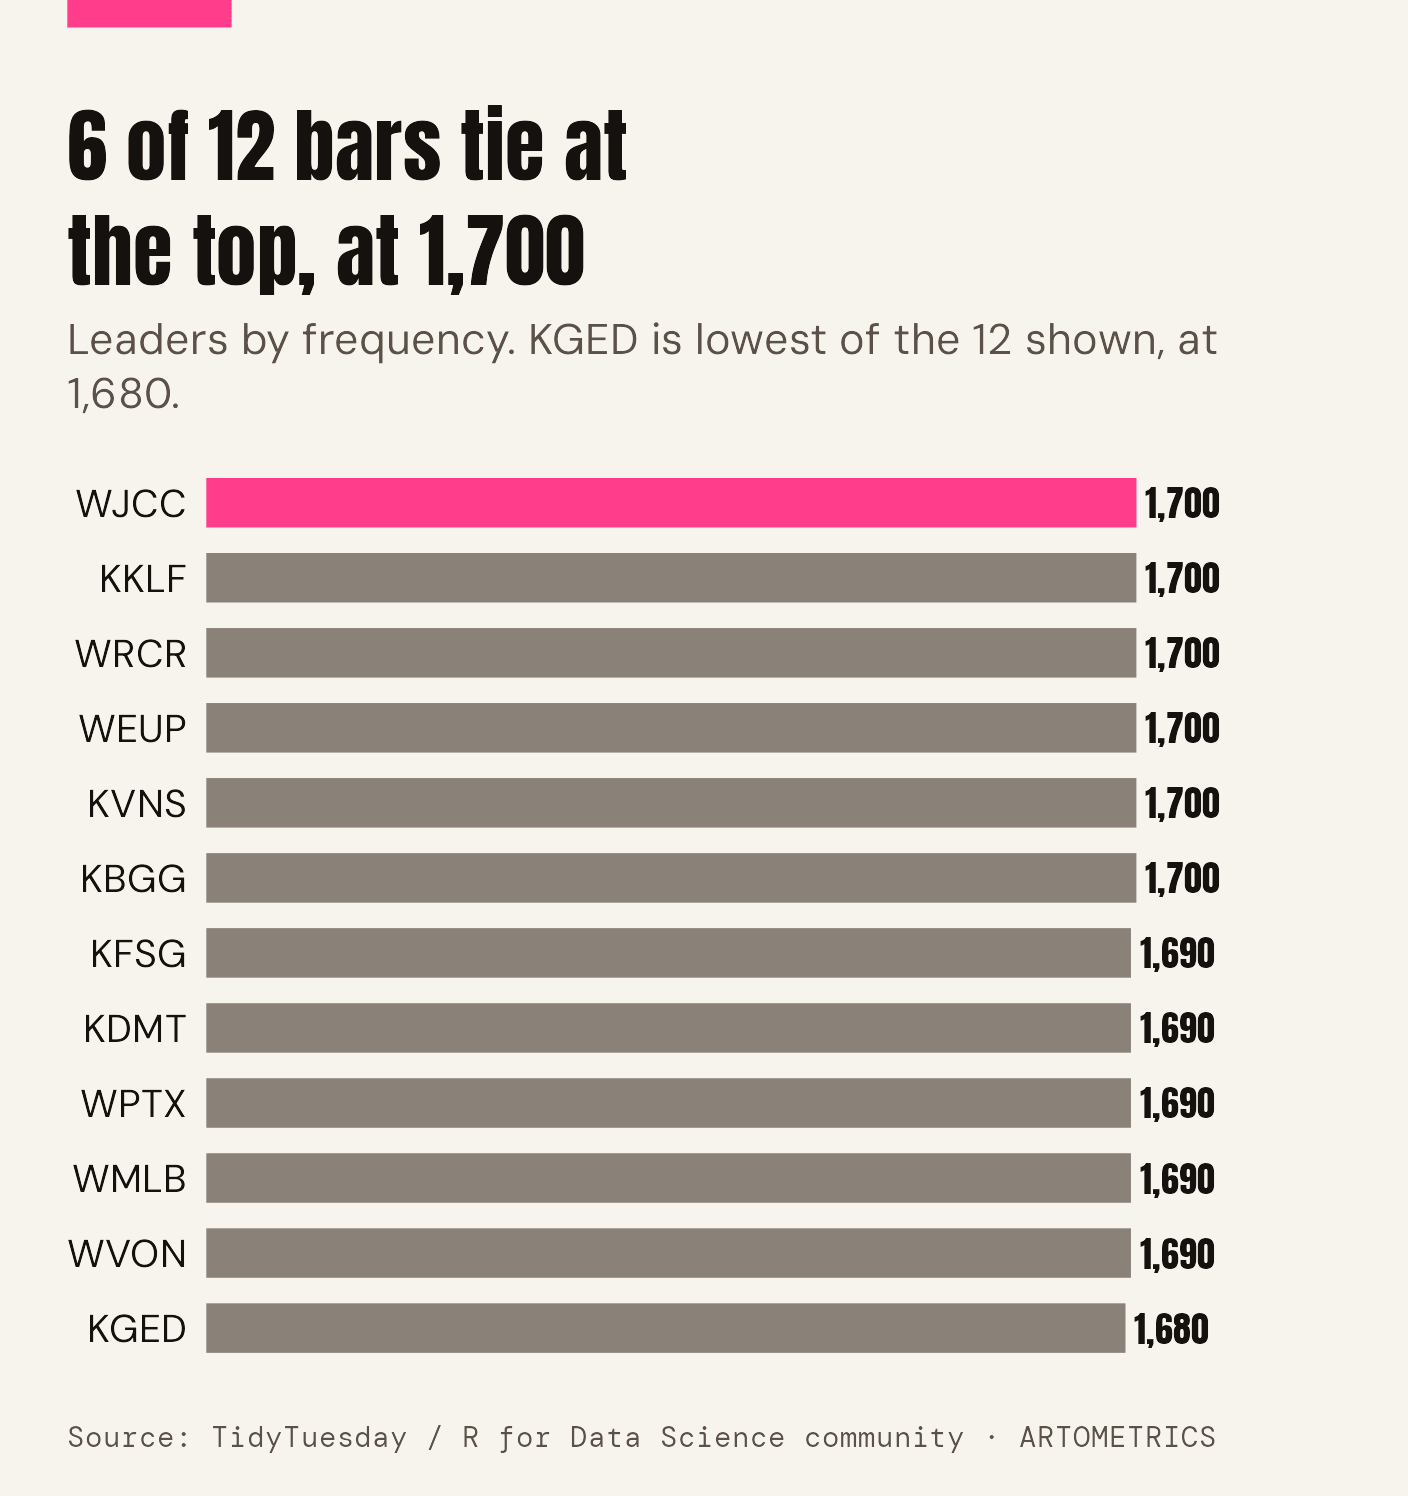 6 of 12 bars tie at
the top, at 1,700
Leaders by frequency. KGED is lowest of the 12 shown, at
1,680.
WJCC 1,700
KKLF 1,700
WRCR 1,700
WEUP 1,700
KVNS 1,700
KBGG 1,700
KFSG 1,690
KDMT 1,690
WPTX 1,690
WMLB 1,690
WVON 1,690
KGED 1,680
Source: TidyTuesday / R for Data Science community · ARTOMETRICS